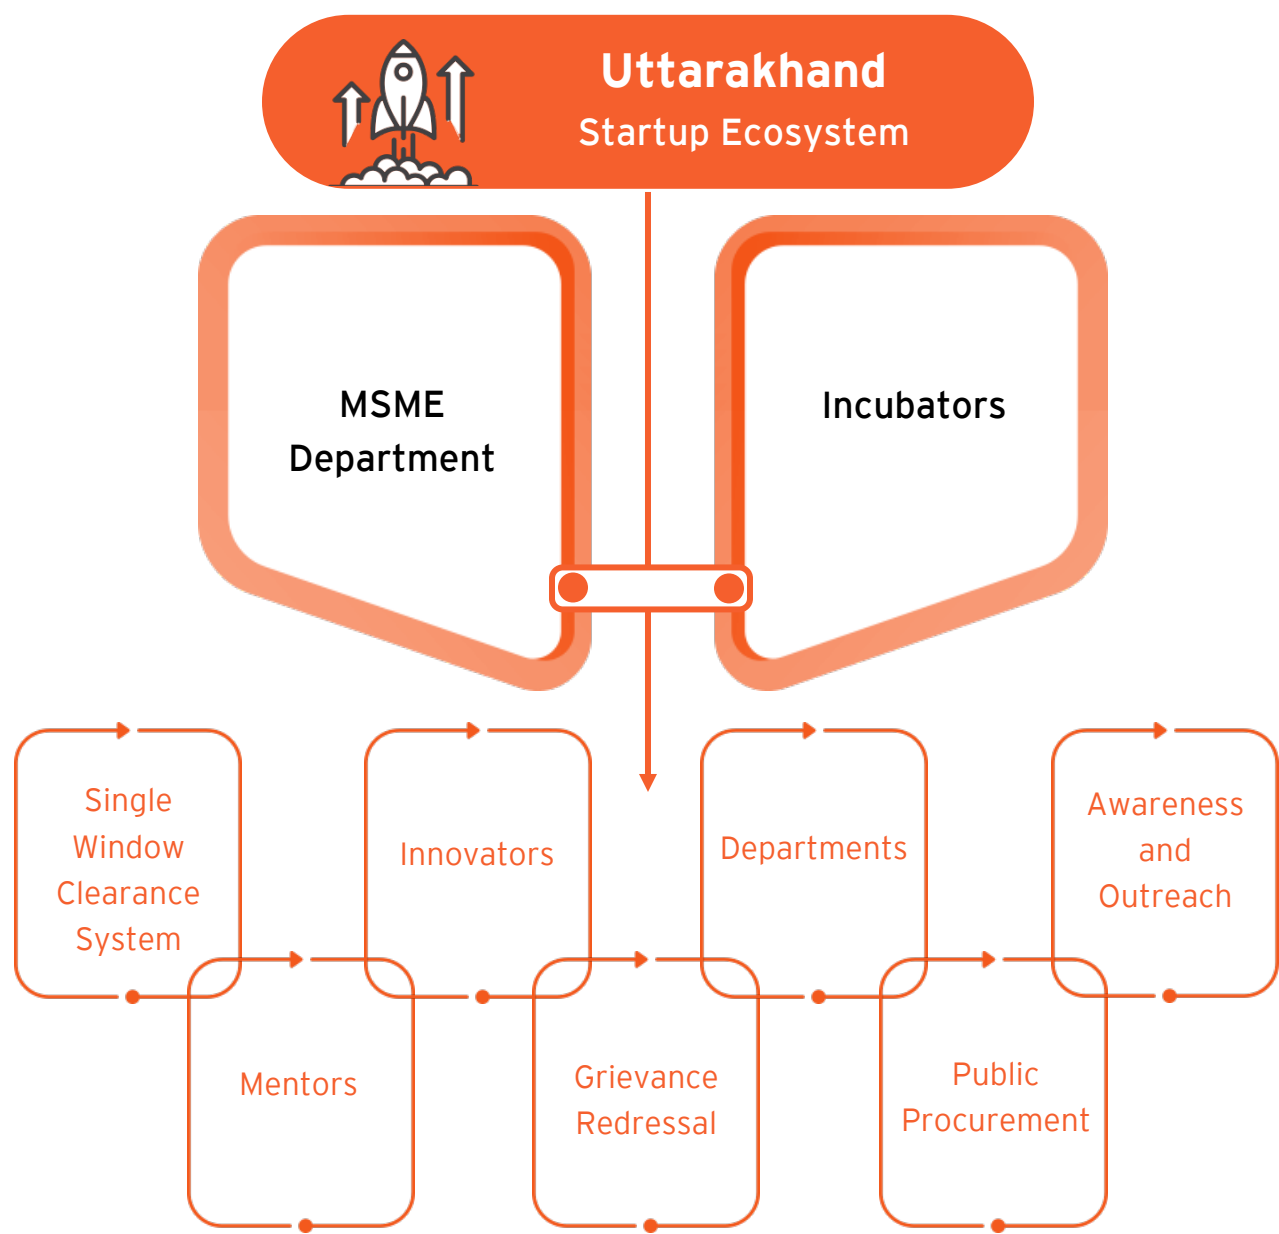 Uttarakhand
Startup Ecosystem
MSME
Department
Incubators
Single
Window
Clearance
System
Innovators
Departments
Awareness
and
Outreach
Mentors
Grievance
Redressal
Public
Procurement